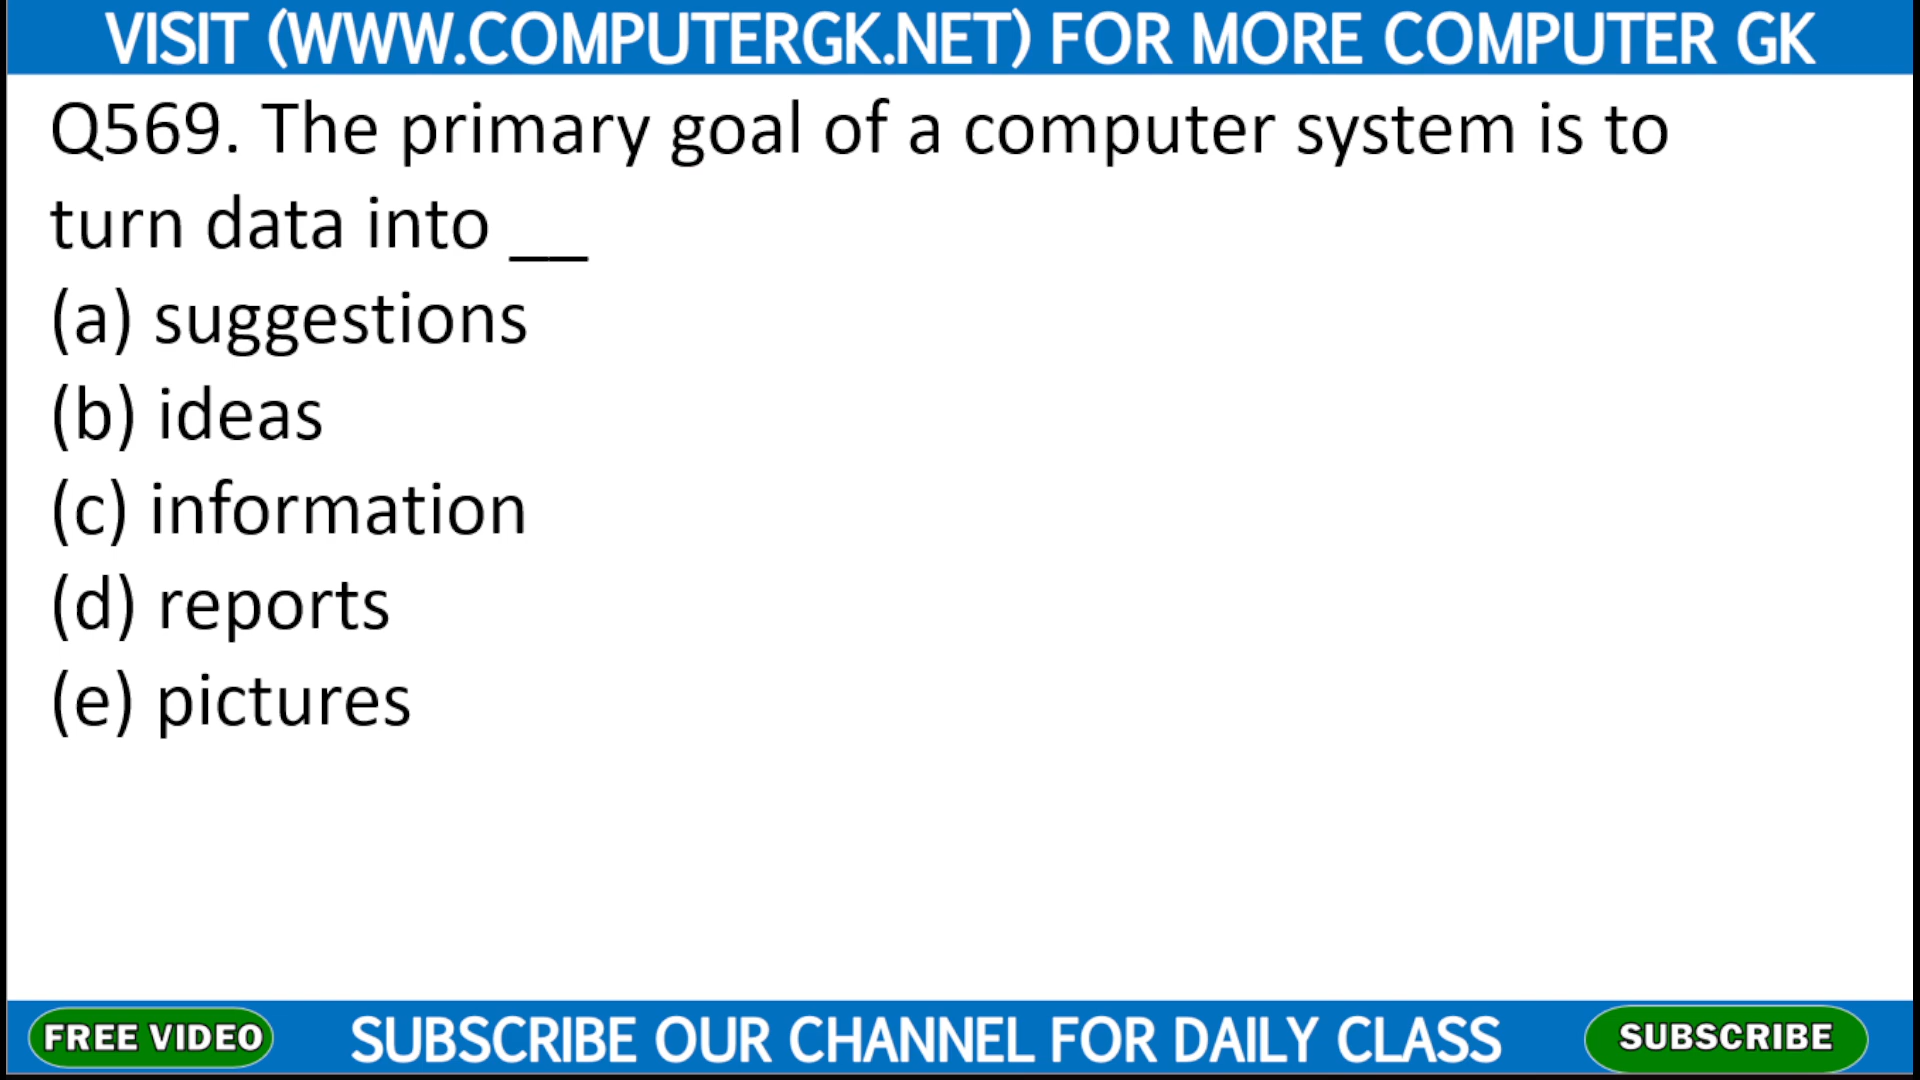 VISIT (WWW.COMPUTERGK.NET) FOR MORE COMPUTER GK
Q569. The primary goal of a computer system is to
turn data into __
(a) suggestions
(b) ideas
(c) information
(d) reports
(e) pictures
FREE VIDEO SUBSCRIBE OUR CHANNEL FOR DAILY CLASS SUBSCRIBE